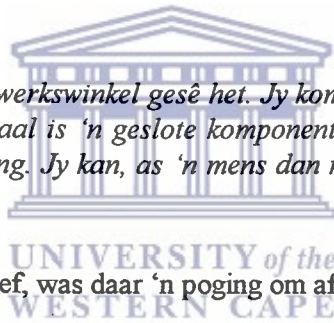 werkswinkel gesê het. Jy kon
aal is 'n geslote komponent
ng. Jy kan, as 'n mens dan n
UNIVERSITY of the
ef, was daar 'n poging om af
WESTERN CAPE